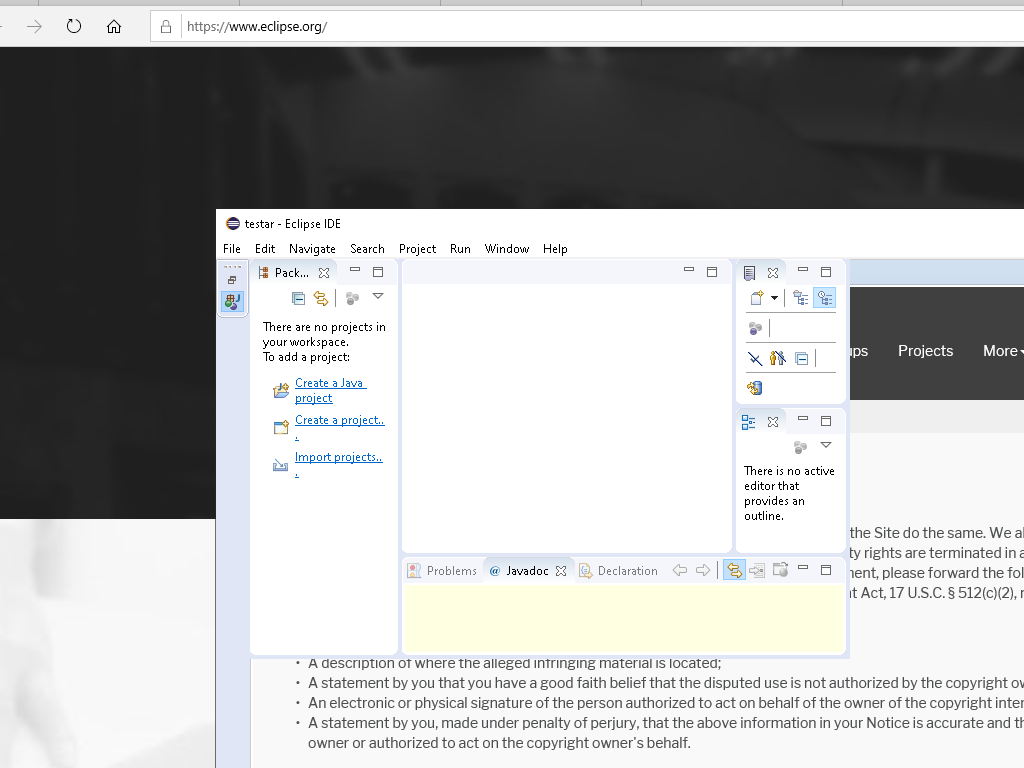 https://www.eclipse.org/
testar - Eclipse IDE
File Edit Navigate Search Project Run Window Help
Pack...
There are no projects in
your workspace.
To add a project:
Create a Java
project
Create a project..
.
Import projects..
.
There is no active
editor that
provides an
outline.
Problems @ Javadoc Declaration
ups Projects More
the Site do the same. We al
ty rights are terminated in a
ment, please forward the fol
t Act, 17 U.S.C. § 512(c)(2), r
• A description of where the alleged infringing material is located;
• A statement by you that you have a good faith belief that the disputed use is not authorized by the copyright ow
• An electronic or physical signature of the person authorized to act on behalf of the owner of the copyright inter
• A statement by you, made under penalty of perjury, that the above information in your Notice is accurate and th
owner or authorized to act on the copyright owner's behalf.